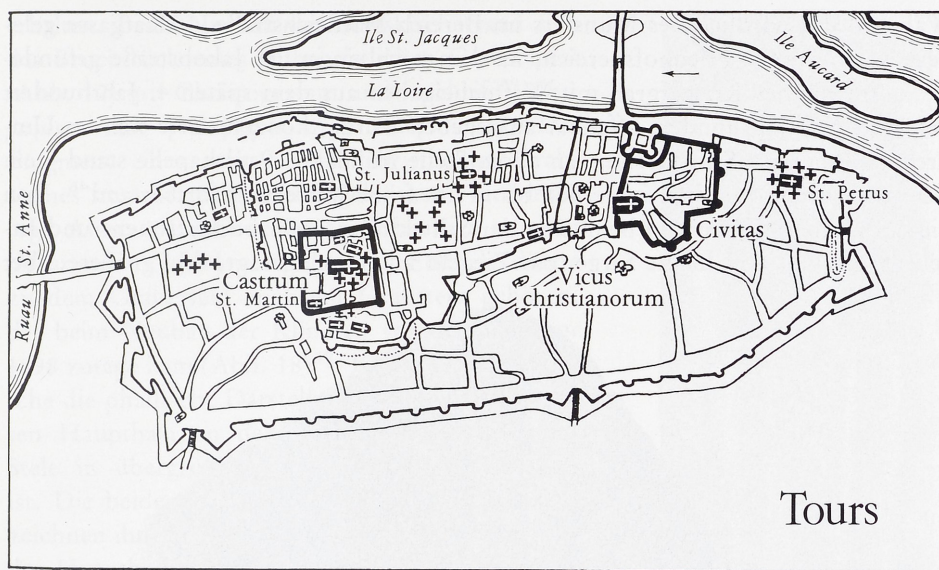 Ile St. Jacques
La Loire
Ile Aucard
St. Julianus
St. Petrus
Ruau St. Anne
Civitas
Castrum
St. Martin
Vicus
christianorum
Tours